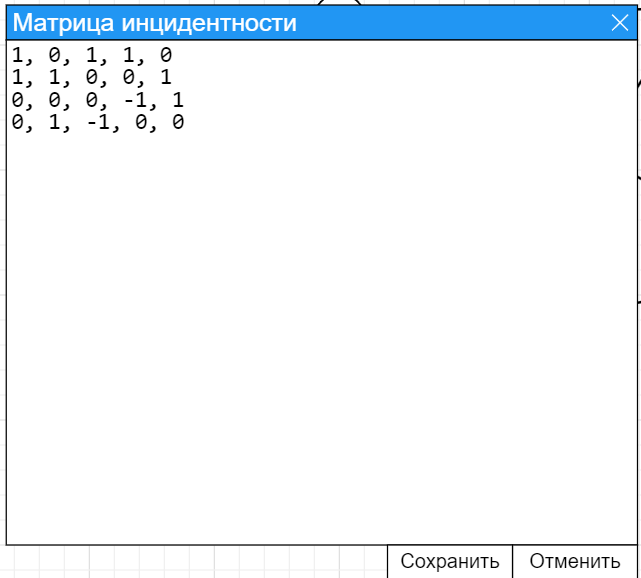 Матрица инцидентности
1, 0, 1, 1, 0
1, 1, 0, 0, 1
0, 0, 0, -1, 1
0, 1, -1, 0, 0
Сохранить Отменить